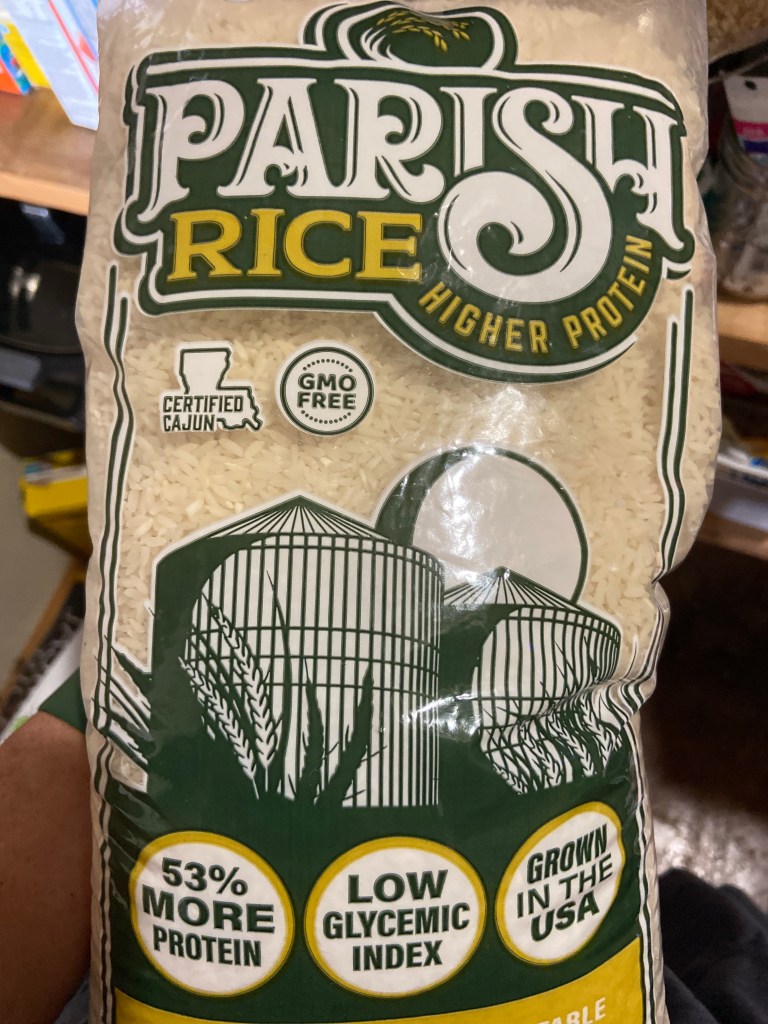 PARISH
RICE
HIGHER PROTEIN
CERTIFIED
CAJUN
GMO
FREE
53%
MORE
PROTEIN
LOW
GLYCEMIC
INDEX
GROWN
IN THE
USA